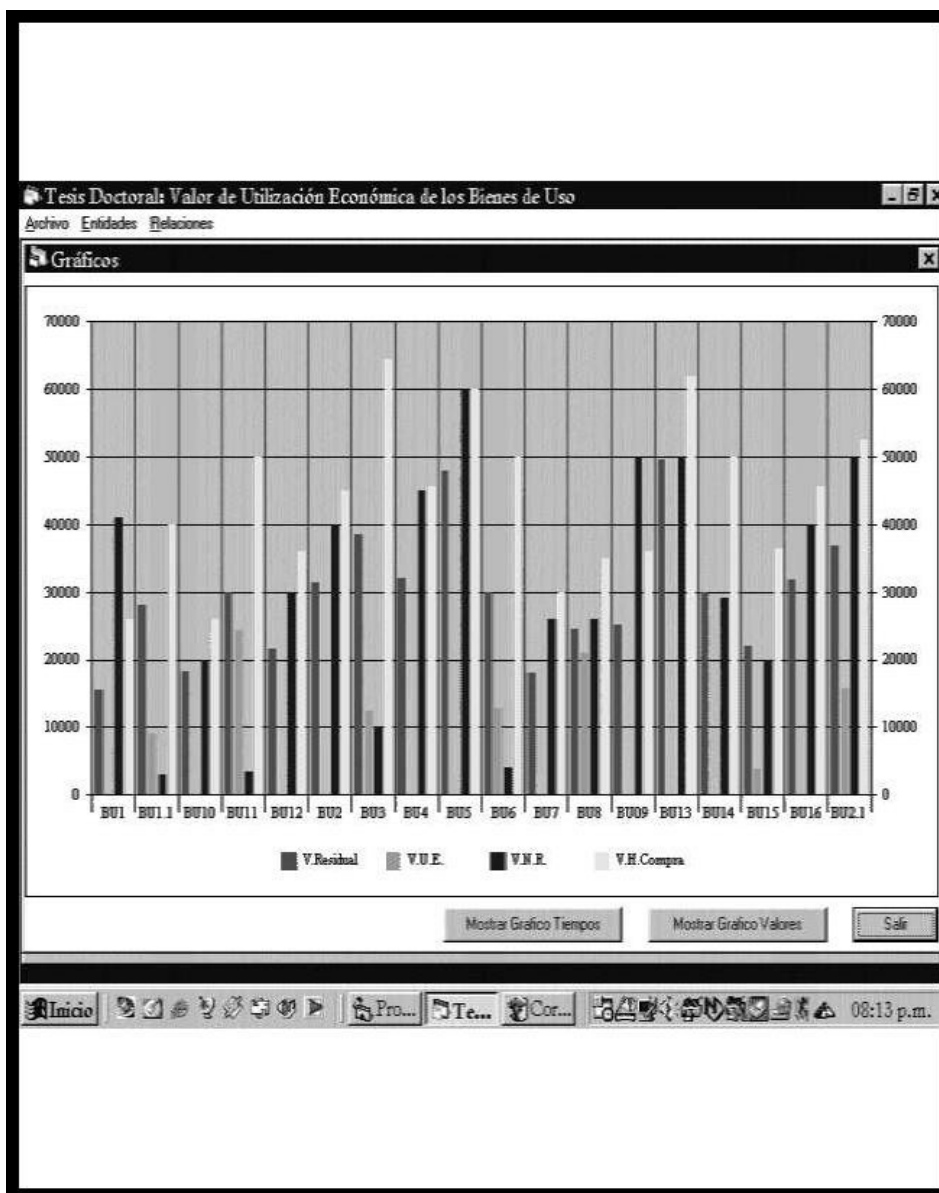 Tesis Doctoral: Valor de Utilización Económica de los Bienes de Uso
Archivo Entidades Relaciones
Gráficos
70000 70000
60000 60000
50000 50000
40000 40000
30000 30000
20000 20000
10000 10000
0 0
BU1 BU1.1 BU10 BU11 BU12 BU2 BU3 BU4 BU5 BU6 BU7 BU8 BU09 BU13 BU14 BU15 BU16 BU2.1
V.Residual V.U.E. V.N.R. V.H.Compra
Mostrar Grafico Tiempos Mostrar Gráfico Valores Salir
Inicio Pro... Te... Cor... 08:13 p.m.